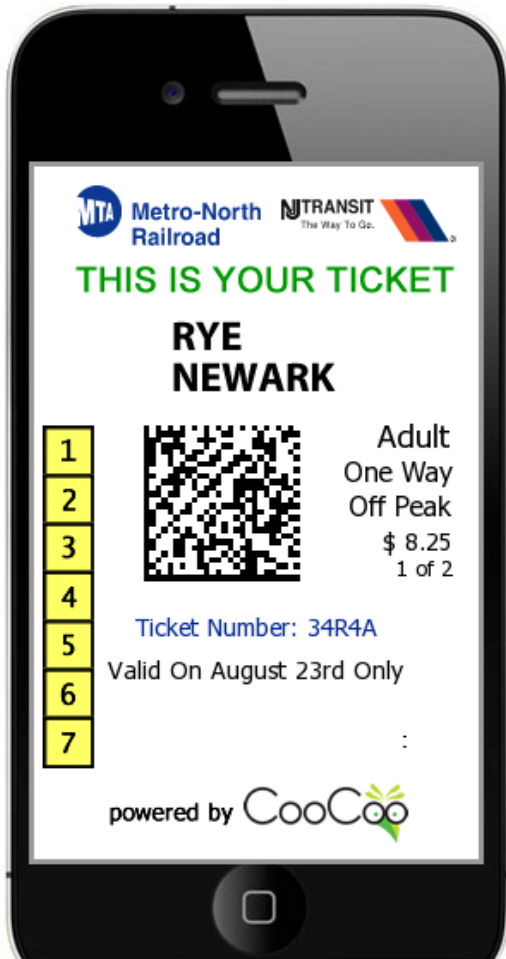 MTA Metro-North Railroad
NJTRANSIT
The Way To Go.
THIS IS YOUR TICKET
RYE
NEWARK
1
2
3
4
5
6
7
Adult
One Way
Off Peak
$ 8.25
1 of 2
Ticket Number: 34R4A
Valid On August 23rd Only
:
powered by CooCoo